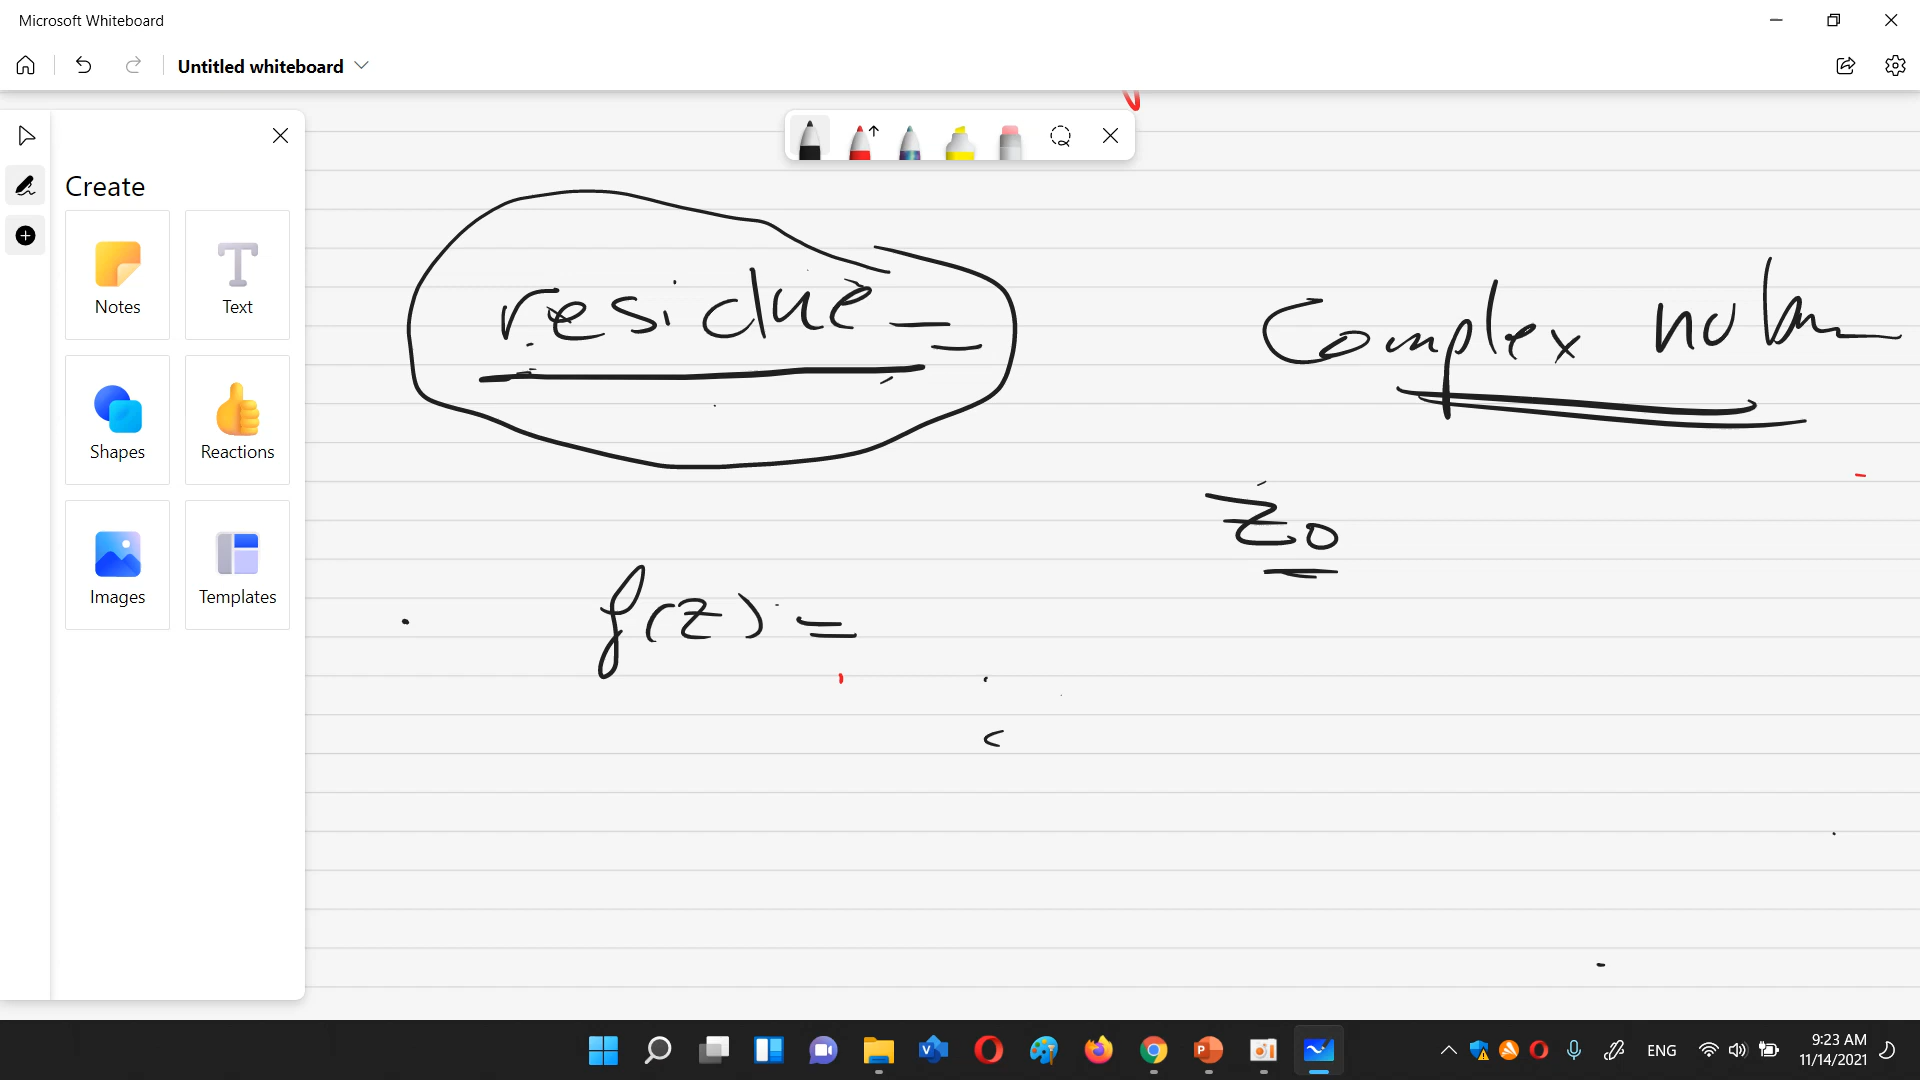 Microsoft Whiteboard
Untitled whiteboard
Create
Notes
Text
Shapes
Reactions
Images
Templates
residue =
Complex
z0
f(z) =
ENG
9:23 AM
11/14/2021